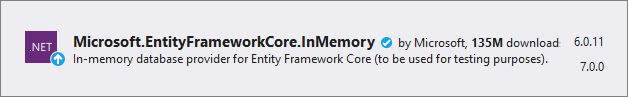 .NET
Microsoft.EntityFrameworkCore.InMemory by Microsoft, 135M download: 6.0.11
In-memory database provider for Entity Framework Core (to be used for testing purposes). 7.0.0